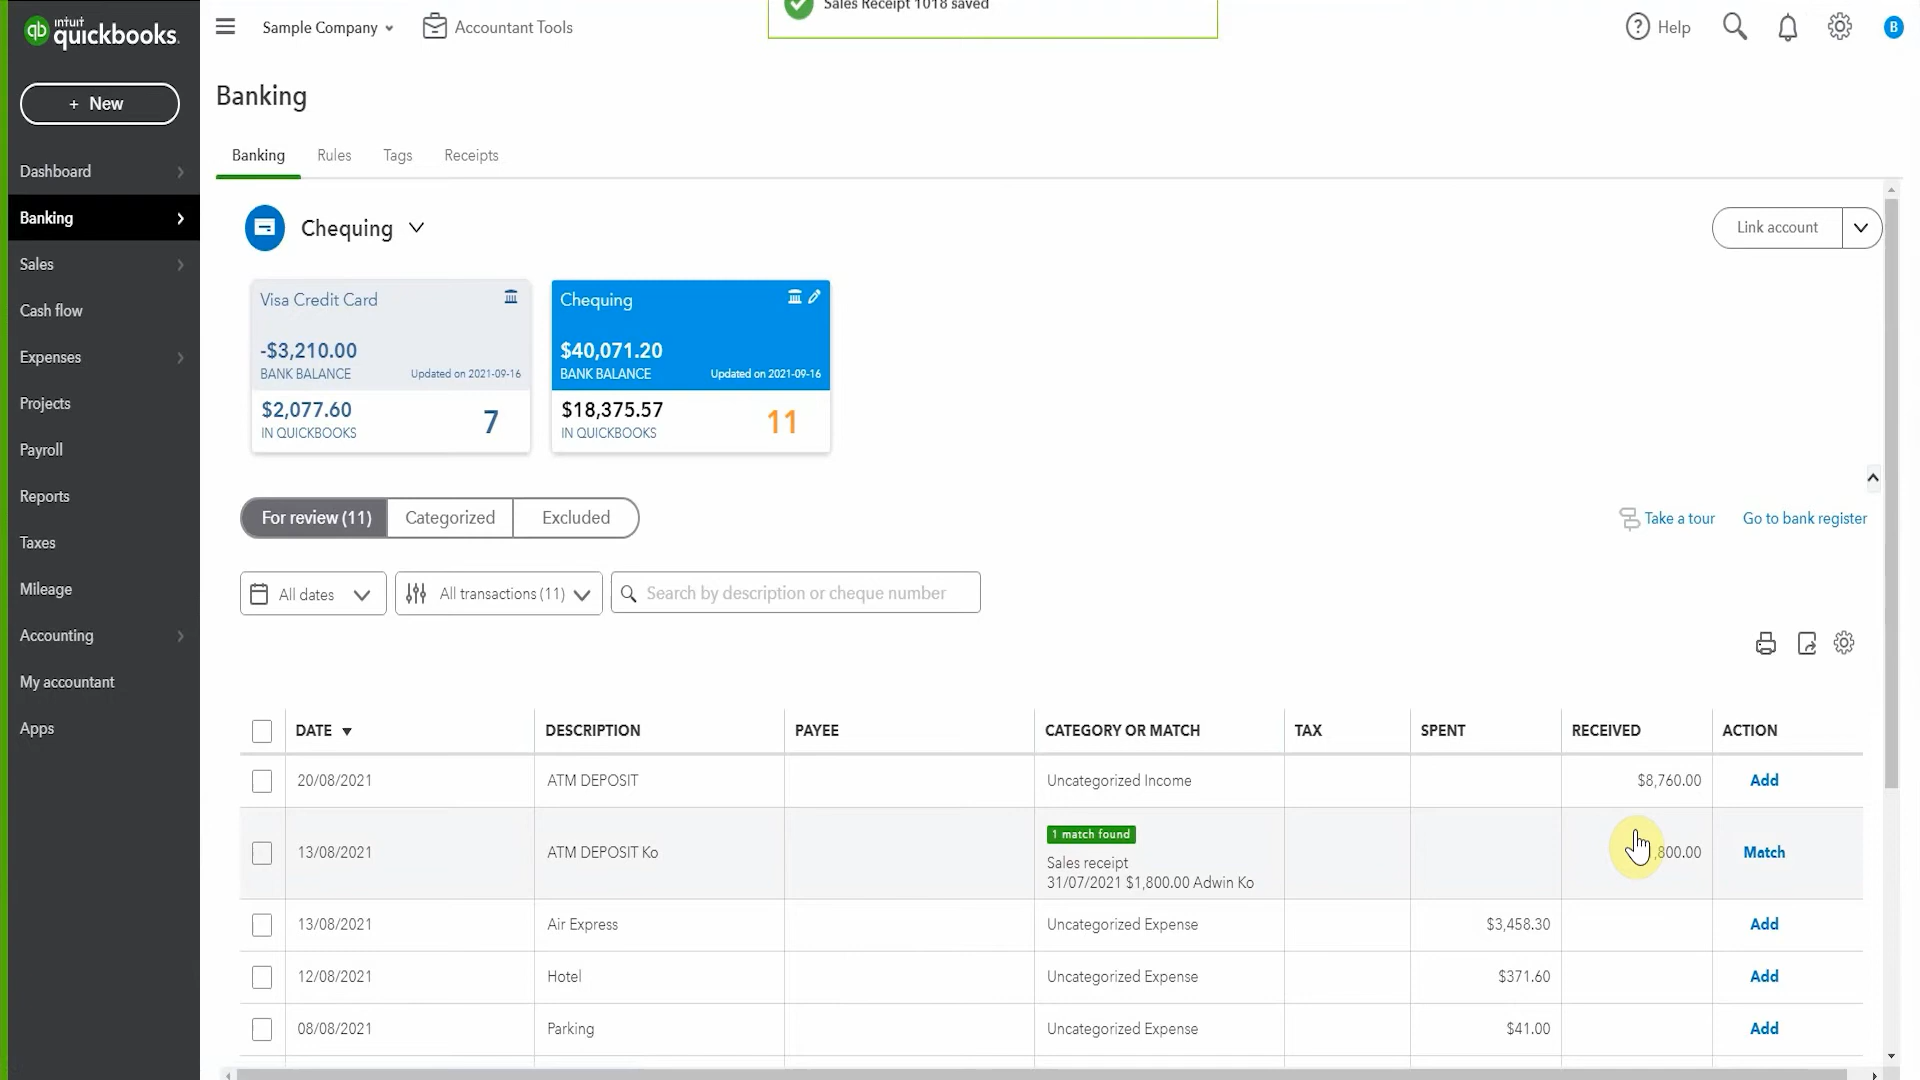 intuit
quickbooks.
Sample Company
Accountant Tools
Sales Receipt 1018 saved
Help
B
+ New
Dashboard
Banking
Sales
Cash flow
Expenses
Projects
Payroll
Reports
Taxes
Mileage
Accounting
My accountant
Apps
Banking
Banking Rules Tags Receipts
Chequing
Link account
Visa Credit Card
-$3,210.00
BANK BALANCE Updated on 2021-09-16
$2,077.60
IN QUICKBOOKS
7
Chequing
$40,071.20
BANK BALANCE Updated on 2021-09-16
$18,375.57
IN QUICKBOOKS
11
For review (11) Categorized Excluded
Take a tour Go to bank register
All dates All transactions (11) Search by description or cheque number
DATE DESCRIPTION PAYEE CATEGORY OR MATCH TAX SPENT RECEIVED ACTION
20/08/2021 ATM DEPOSIT Uncategorized Income $8,760.00 Add
1 match found
13/08/2021 ATM DEPOSIT Ko Sales receipt ,800.00 Match
31/07/2021 $1,800.00 Adwin Ko
13/08/2021 Air Express Uncategorized Expense $3,458.30 Add
12/08/2021 Hotel Uncategorized Expense $371.60 Add
08/08/2021 Parking Uncategorized Expense $41.00 Add